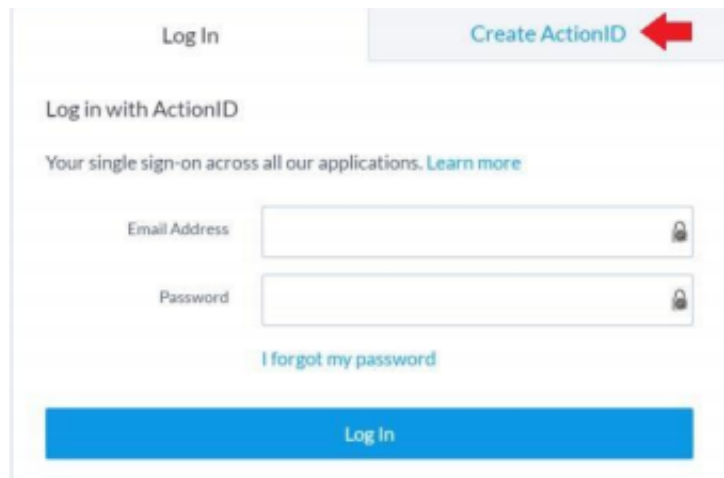 Log In
Create ActionID
Log in with ActionID
Your single sign-on across all our applications. Learn more
Email Address
Password
I forgot my password
Log In